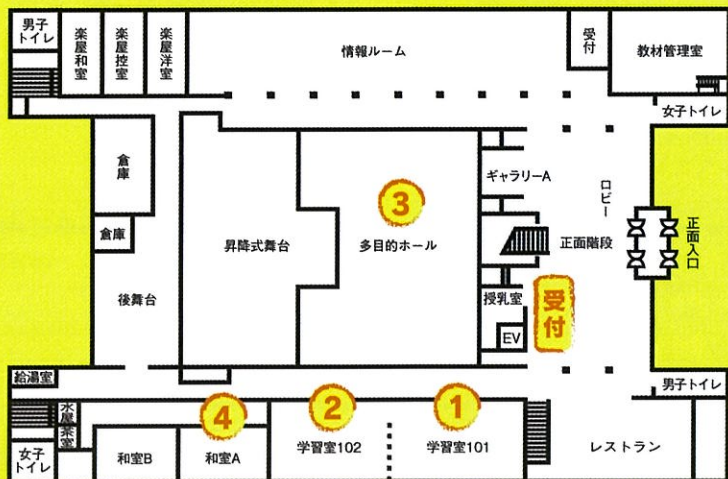 男子
トイレ
楽屋和室
楽屋控室
楽屋洋室
情報ルーム
受付
教材管理室
女子トイレ
倉庫
倉庫
後舞台
昇降式舞台
③
多目的ホール
ギャラリーA
ロビー
正面階段
正面入口
授乳室
EV
受付
給湯室
男子トイレ
水屋
茶室
女子
トイレ
和室B
④
和室A
②
学習室102
①
学習室101
レストラン